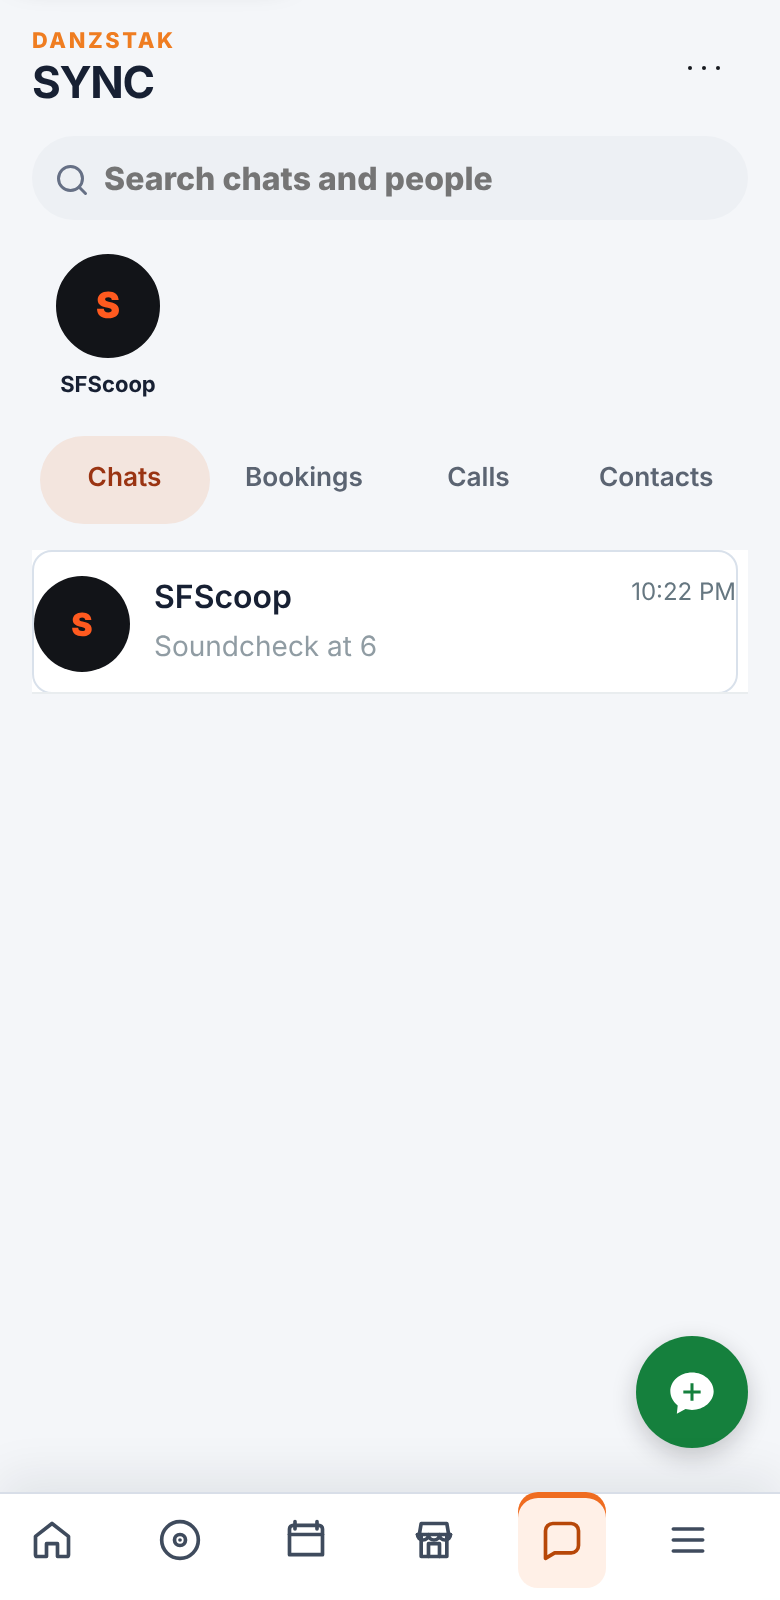 DANZSTAK
SYNC
...
Search chats and people
S
SFScoop
Chats Bookings Calls Contacts
S
SFScoop 10:22 PM
Soundcheck at 6